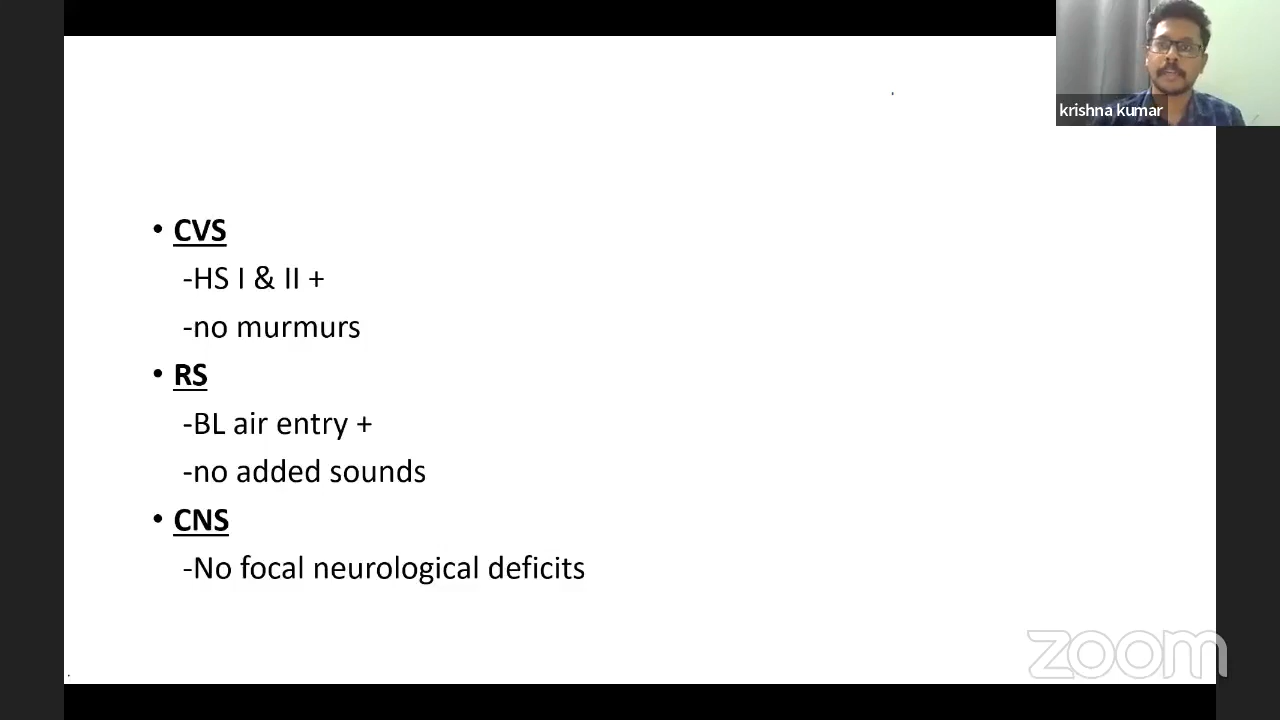 krishna kumar
• CVS
-HS I & II +
-no murmurs
• RS
-BL air entry +
-no added sounds
• CNS
-No focal neurological deficits
zoom